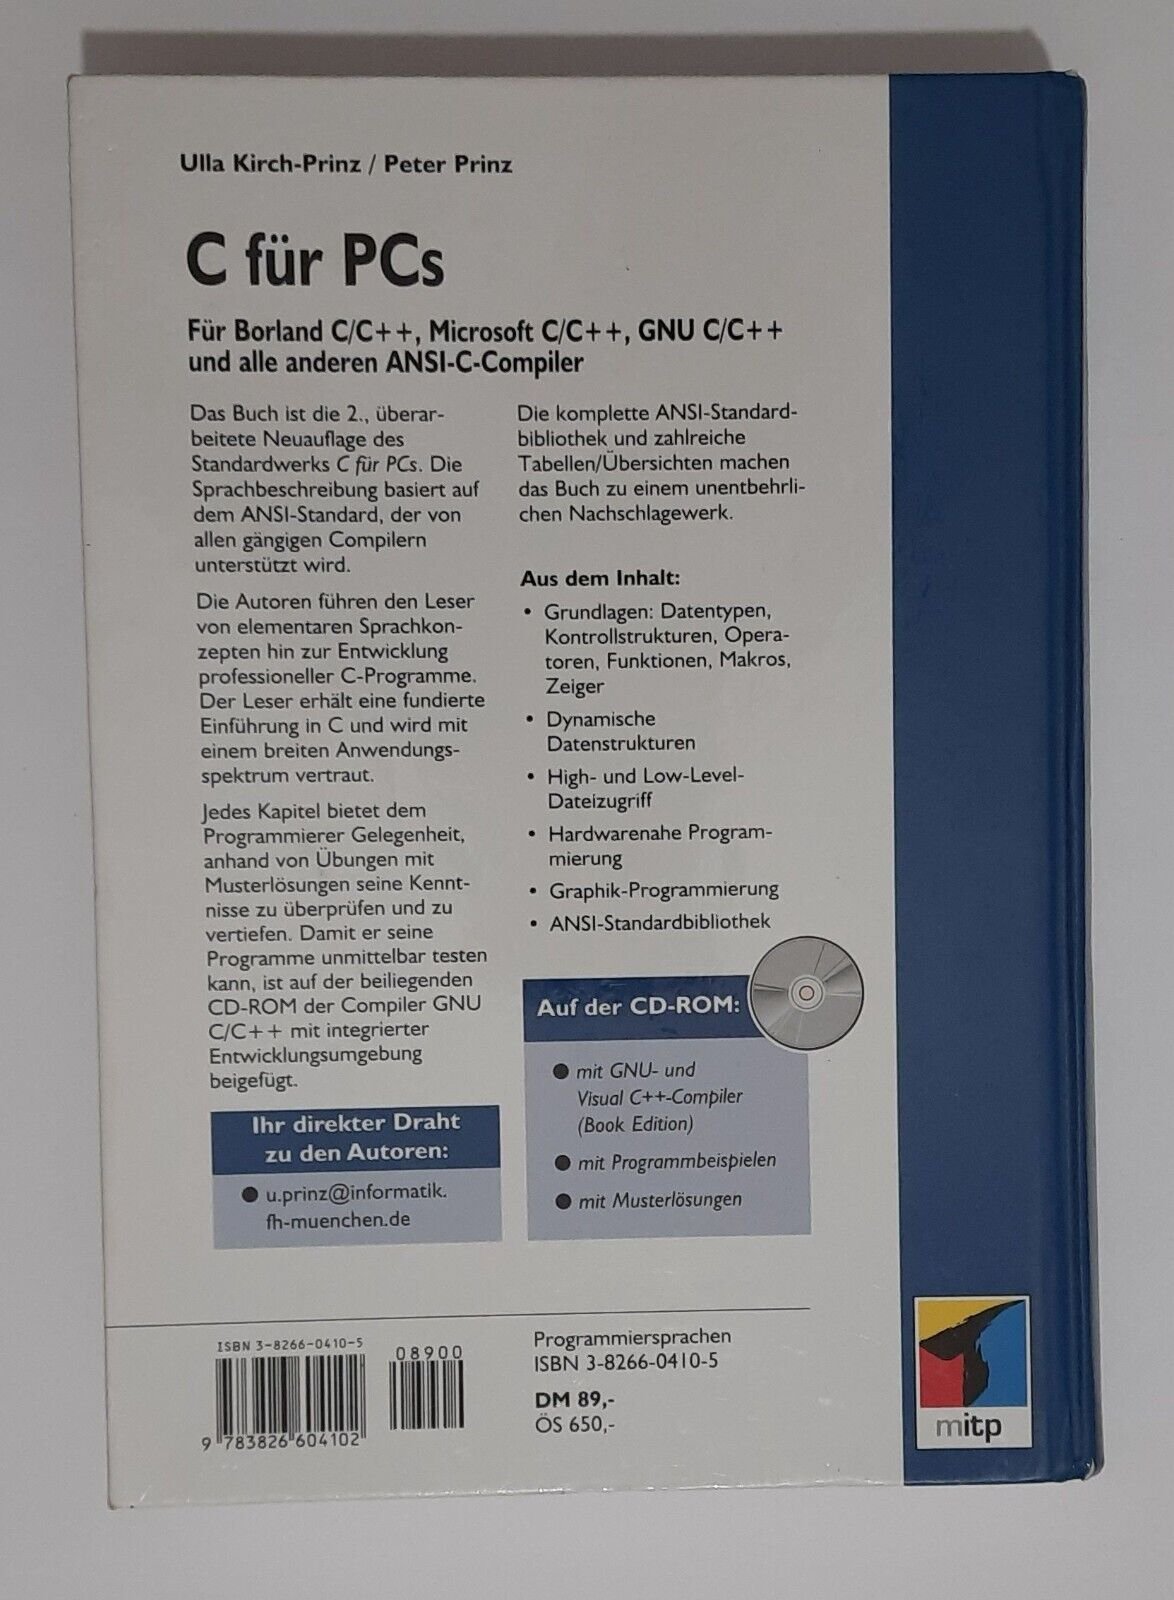 Ulla Kirch-Prinz / Peter Prinz
C für PCs
Für Borland C/C++, Microsoft C/C++, GNU C/C++
und alle anderen ANSI-C-Compiler
Das Buch ist die 2., überar-
beitete Neuauflage des
Standardwerks C für PCs. Die
Sprachbeschreibung basiert auf
dem ANSI-Standard, der von
allen gängigen Compilern
unterstützt wird.
Die Autoren führen den Leser
von elementaren Sprachkon-
zepten hin zur Entwicklung
professioneller C-Programme.
Der Leser erhält eine fundierte
Einführung in C und wird mit
einem breiten Anwendungs-
spektrum vertraut.
Jedes Kapitel bietet dem
Programmierer Gelegenheit,
anhand von Übungen mit
Musterlösungen seine Kennt-
nisse zu überprüfen und zu
vertiefen. Damit er seine
Programme unmittelbar testen
kann, ist auf der beiliegenden
CD-ROM der Compiler GNU
C/C++ mit integrierter
Entwicklungsumgebung
beigefügt.
Ihr direkter Draht
zu den Autoren:
● u.prinz@informatik.
fh-muenchen.de
Die komplette ANSI-Standard-
bibliothek und zahlreiche
Tabellen/Übersichten machen
das Buch zu einem unentbehrli-
chen Nachschlagewerk.
Aus dem Inhalt:
• Grundlagen: Datentypen,
Kontrollstrukturen, Opera-
toren, Funktionen, Makros,
Zeiger
• Dynamische
Datenstrukturen
• High- und Low-Level-
Dateizugriff
• Hardwarenahe Program-
mierung
• Graphik-Programmierung
• ANSI-Standardbibliothek
Auf der CD-ROM:
● mit GNU- und
Visual C++-Compiler
(Book Edition)
● mit Programmbeispielen
● mit Musterlösungen
ISBN 3-8266-0410-5
08900
9 783826 604102
Programmiersprachen
ISBN 3-8266-0410-5
DM 89,-
ÖS 650,-
mitp